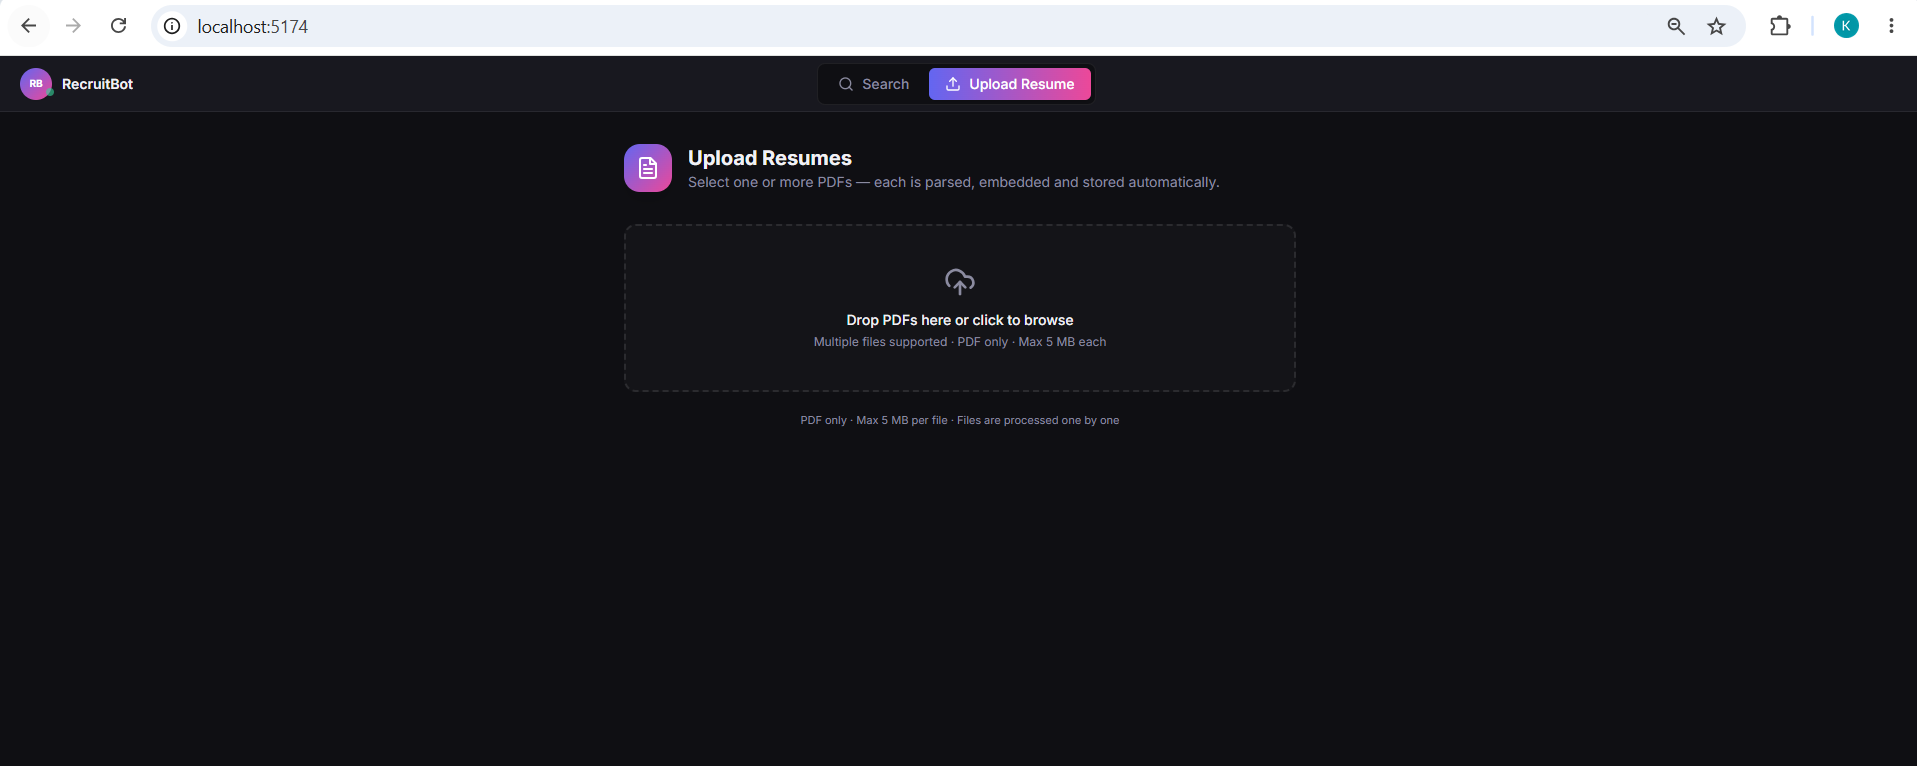 localhost:5174
K
RB
RecruitBot
Search
Upload Resume
Upload Resumes
Select one or more PDFs — each is parsed, embedded and stored automatically.
Drop PDFs here or click to browse
Multiple files supported · PDF only · Max 5 MB each
PDF only · Max 5 MB per file · Files are processed one by one